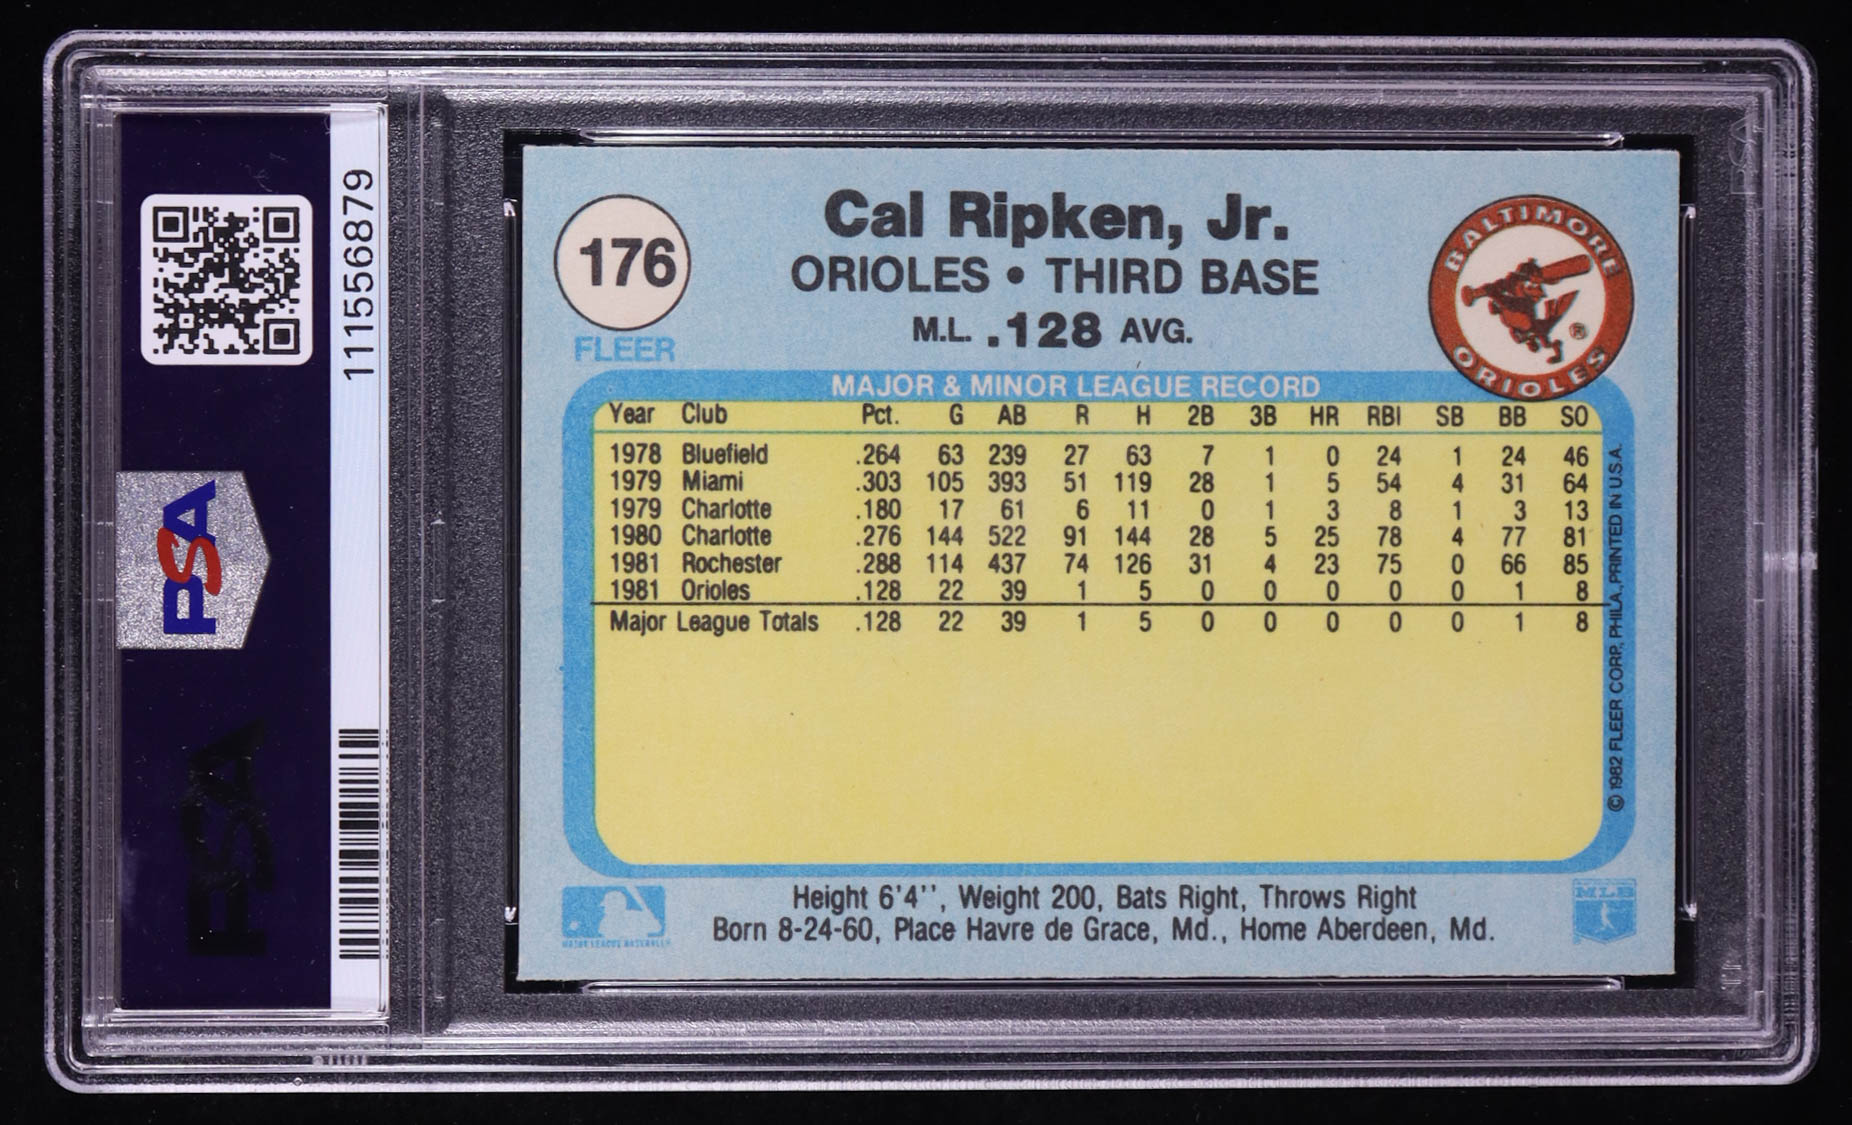 111556879
PSA
PSA
176
FLEER
Cal Ripken, Jr.
ORIOLES • THIRD BASE
M.L. .128 AVG.
BALTIMORE
ORIOLES
®
MAJOR & MINOR LEAGUE RECORD
Year Club Pct. G AB R H 2B 3B HR RBI SB BB SO
1978 Bluefield .264 63 239 27 63 7 1 0 24 1 24 46
1979 Miami .303 105 393 51 119 28 1 5 54 4 31 64
1979 Charlotte .180 17 61 6 11 0 1 3 8 1 3 13
1980 Charlotte .276 144 522 91 144 28 5 25 78 4 77 81
1981 Rochester .288 114 437 74 126 31 4 23 75 0 66 85
1981 Orioles .128 22 39 1 5 0 0 0 0 0 1 8
Major League Totals .128 22 39 1 5 0 0 0 0 0 1 8
© 1982 FLEER CORP., PHILA., PRINTED IN U.S.A.
Height 6'4'', Weight 200, Bats Right, Throws Right
Born 8-24-60, Place Havre de Grace, Md., Home Aberdeen, Md.
MAJOR LEAGUE BASEBALL
MLB
PSA